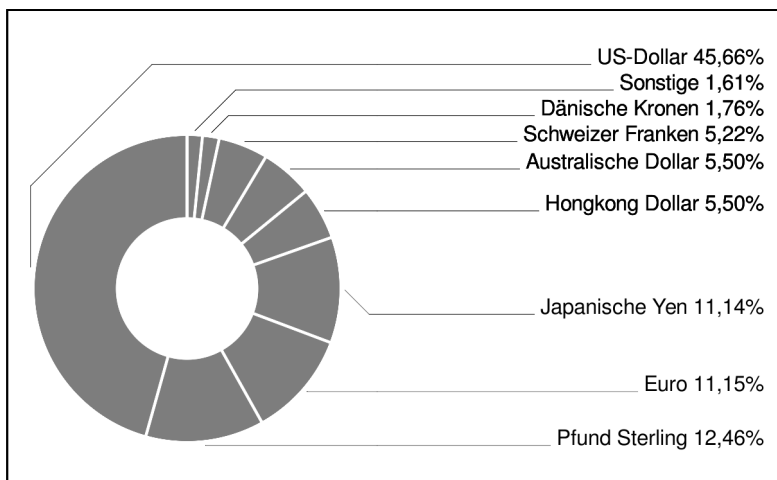 US-Dollar 45,66%
Sonstige 1,61%
Dänische Kronen 1,76%
Schweizer Franken 5,22%
Australische Dollar 5,50%
Hongkong Dollar 5,50%
Japanische Yen 11,14%
Euro 11,15%
Pfund Sterling 12,46%